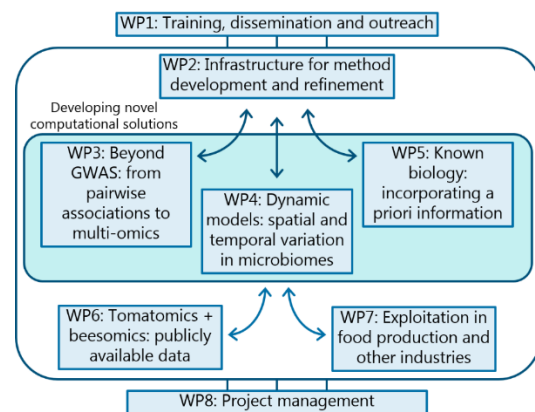 WP1: Training, dissemination and outreach
WP2: Infrastructure for method
development and refinement
Developing novel
computational solutions
WP3: Beyond
GWAS: from
pairwise
associations to
multi-omics
WP4: Dynamic
models: spatial and
temporal variation
in microbiomes
WP5: Known
biology:
incorporating a
priori information
WP6: Tomatomics +
beesomics: publicly
available data
WP7: Exploitation in
food production and
other industries
WP8: Project management